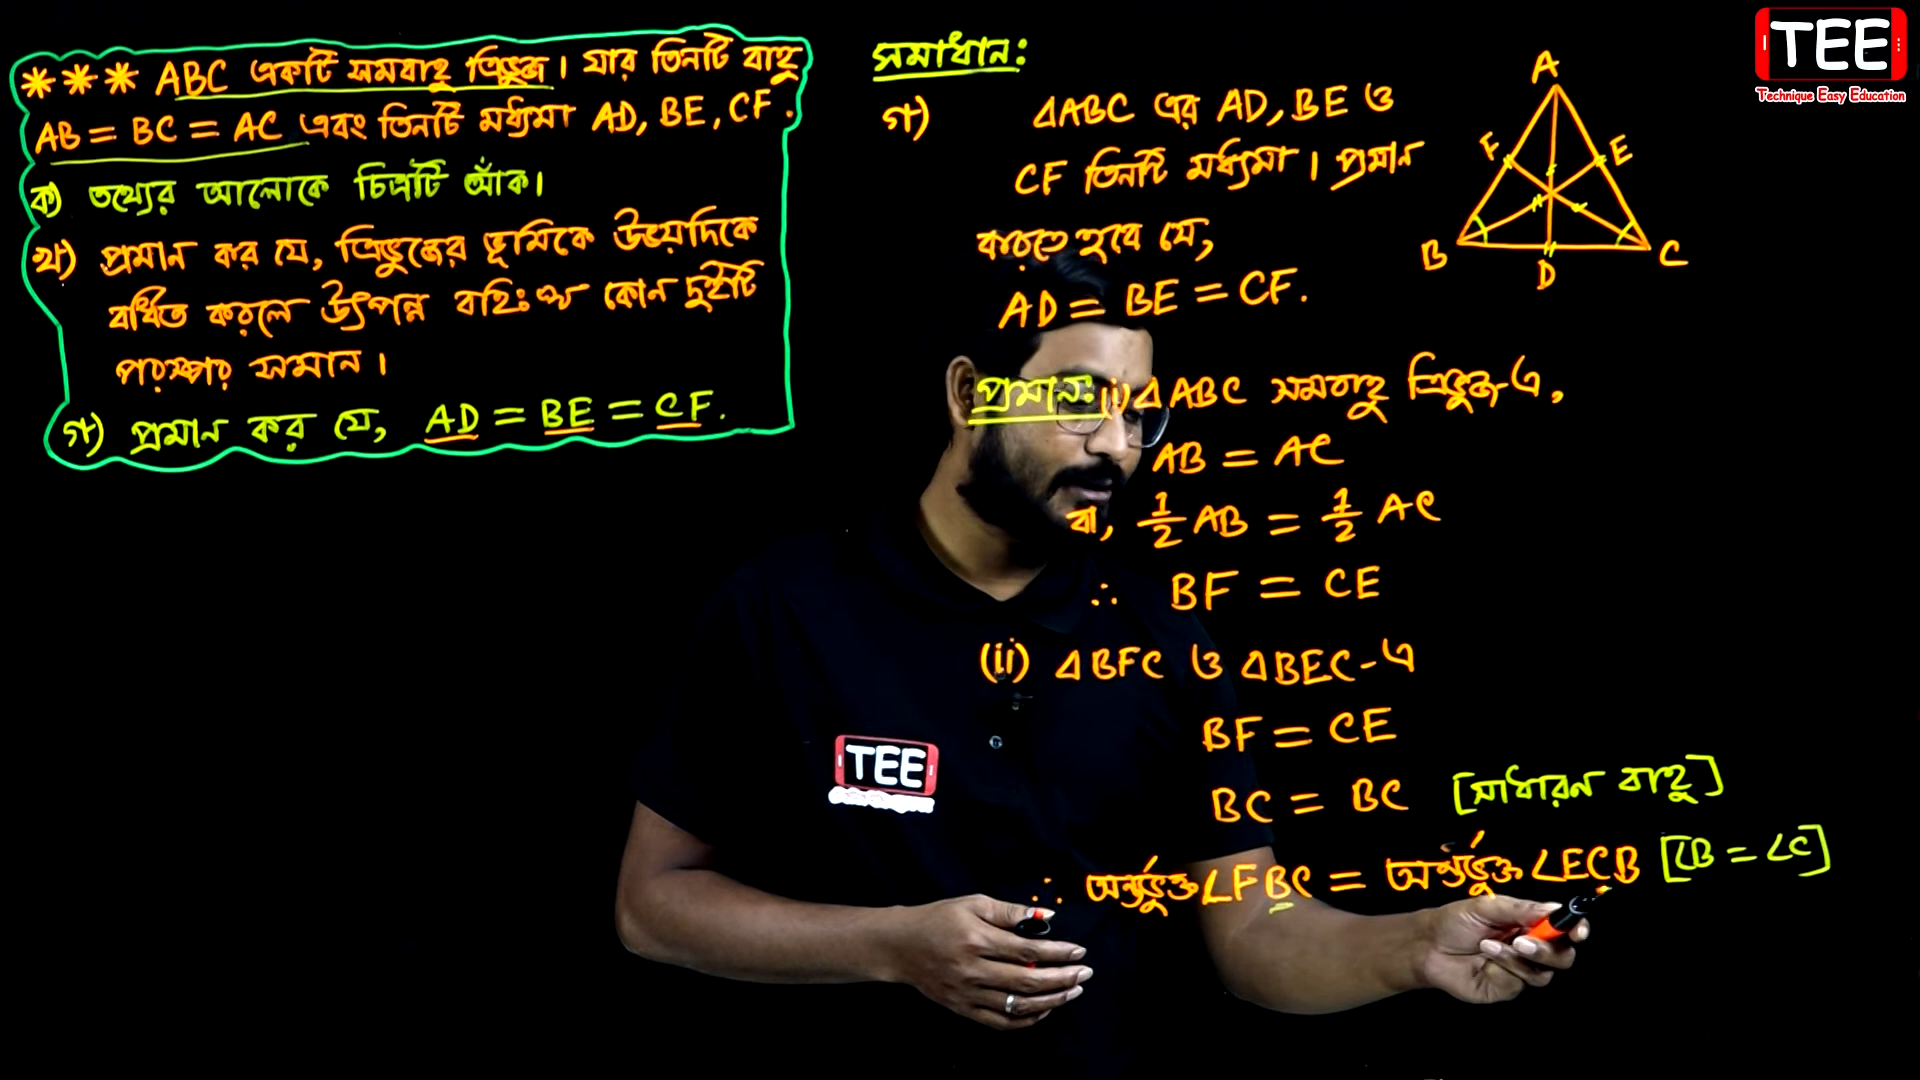 *** ABC একটি সমবাহু ত্রিভুজ। যার তিনটি বাহু
AB = BC = AC এবং তিনটি মধ্যমা AD, BE, CF.
ক) তথ্যের আলোকে চিত্রটি আঁক।
খ) প্রমান কর যে, ত্রিভুজের ভূমিকে উভয়দিকে
বর্ধিত করলে উৎপন্ন বহিঃস্থ কোন দুইটি
পরস্পর সমান।
গ) প্রমান কর যে, AD = BE = CF.
সমাধান:
গ) ΔABC এর AD, BE ও
CF তিনটি মধ্যমা। প্রমান
করতে হবে যে,
AD = BE = CF.
প্রমান: (i) ΔABC সমবাহু ত্রিভুজ-এ,
AB = AC
বা, 1/2 AB = 1/2 AC
∴ BF = CE
(ii) ΔBFC ও ΔBEC-এ
BF = CE
BC = BC [সাধারন বাহু]
∴ অন্তর্ভুক্ত ∠FBC = অন্তর্ভুক্ত ∠ECB [∠B = ∠C]
A
F
E
B
D
C
TEE
Technique Easy Education
TEE